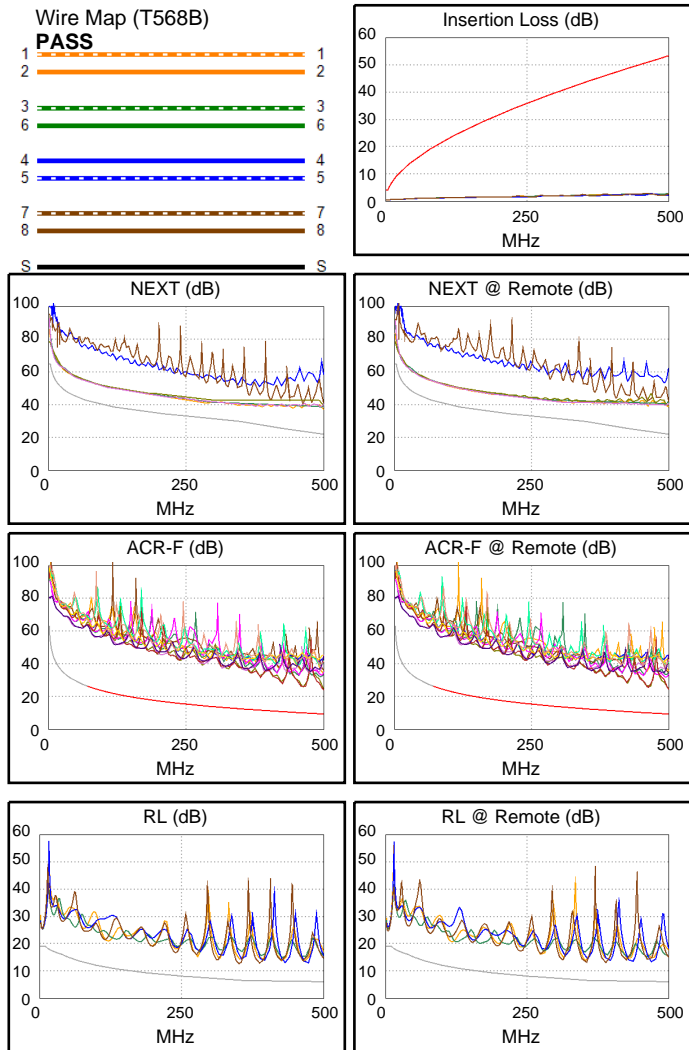 Wire Map (T568B)
PASS
1 1
2 2
3 3
6 6
4 4
5 5
7 7
8 8
S S
Insertion Loss (dB)
60
50
40
30
20
10
0
0 250 500
MHz
NEXT (dB)
100
80
60
40
20
0
0 250 500
MHz
NEXT @ Remote (dB)
100
80
60
40
20
0
0 250 500
MHz
ACR-F (dB)
100
80
60
40
20
0
0 250 500
MHz
ACR-F @ Remote (dB)
100
80
60
40
20
0
0 250 500
MHz
RL (dB)
60
50
40
30
20
10
0
0 250 500
MHz
RL @ Remote (dB)
60
50
40
30
20
10
0
0 250 500
MHz